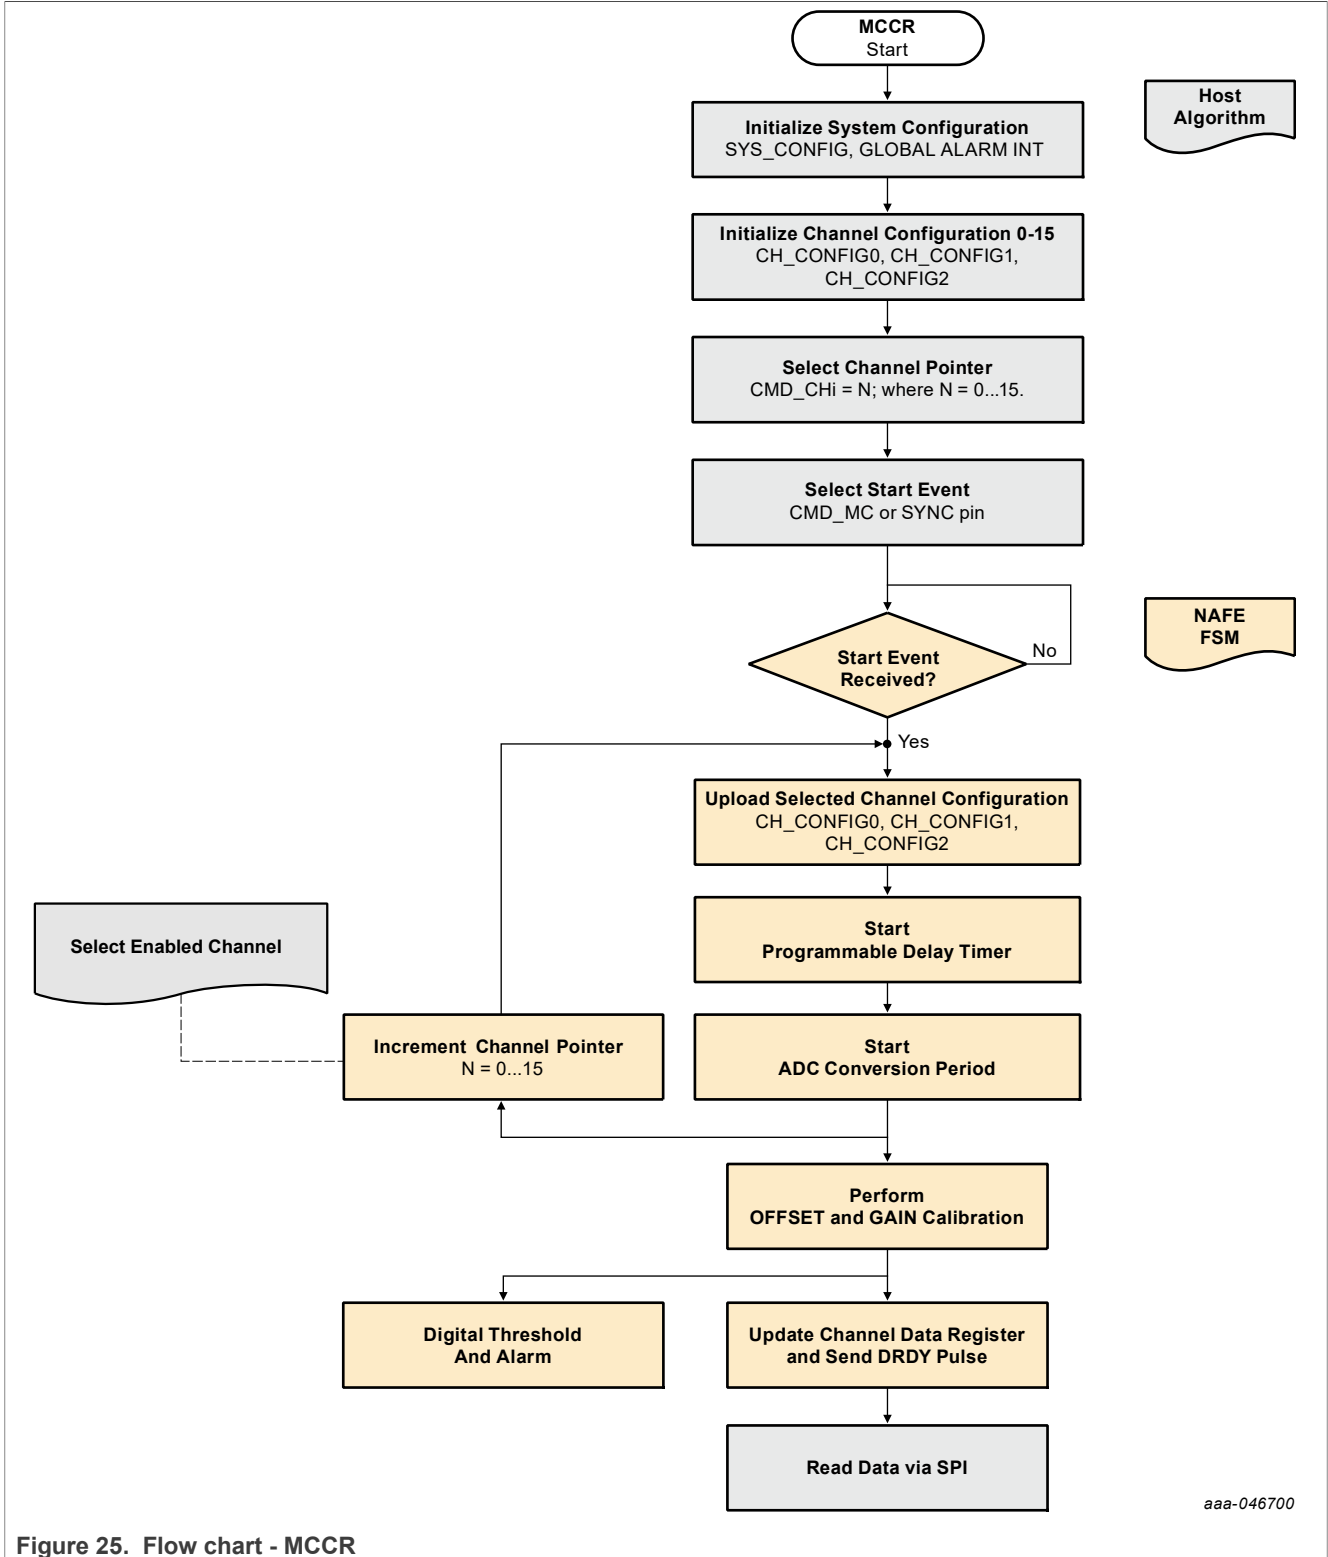 MCCR
Start
Host
Algorithm
Initialize System Configuration
SYS_CONFIG, GLOBAL ALARM INT
Initialize Channel Configuration 0-15
CH_CONFIG0, CH_CONFIG1,
CH_CONFIG2
Select Channel Pointer
CMD_CHi = N; where N = 0...15.
Select Start Event
CMD_MC or SYNC pin
NAFE
FSM
Start Event
Received?
No
Yes
Upload Selected Channel Configuration
CH_CONFIG0, CH_CONFIG1,
CH_CONFIG2
Start
Programmable Delay Timer
Select Enabled Channel
Increment Channel Pointer
N = 0...15
Start
ADC Conversion Period
Perform
OFFSET and GAIN Calibration
Digital Threshold
And Alarm
Update Channel Data Register
and Send DRDY Pulse
Read Data via SPI
aaa-046700
Figure 25. Flow chart - MCCR